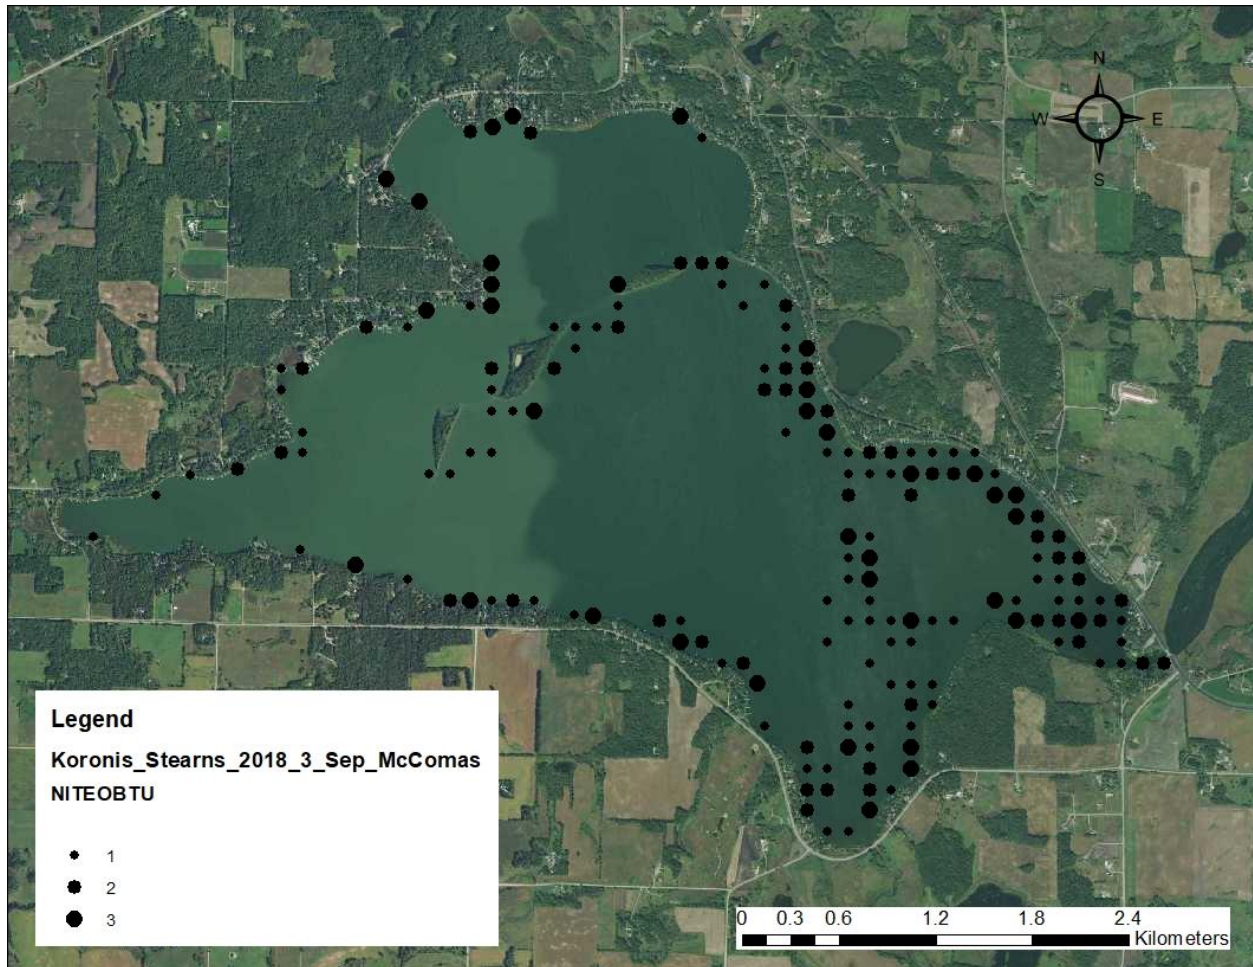 N
W E
S
Legend
Koronis_Stearns_2018_3_Sep_McComas
NITEOBTU
1
2
3
0 0.3 0.6 1.2 1.8 2.4
Kilometers